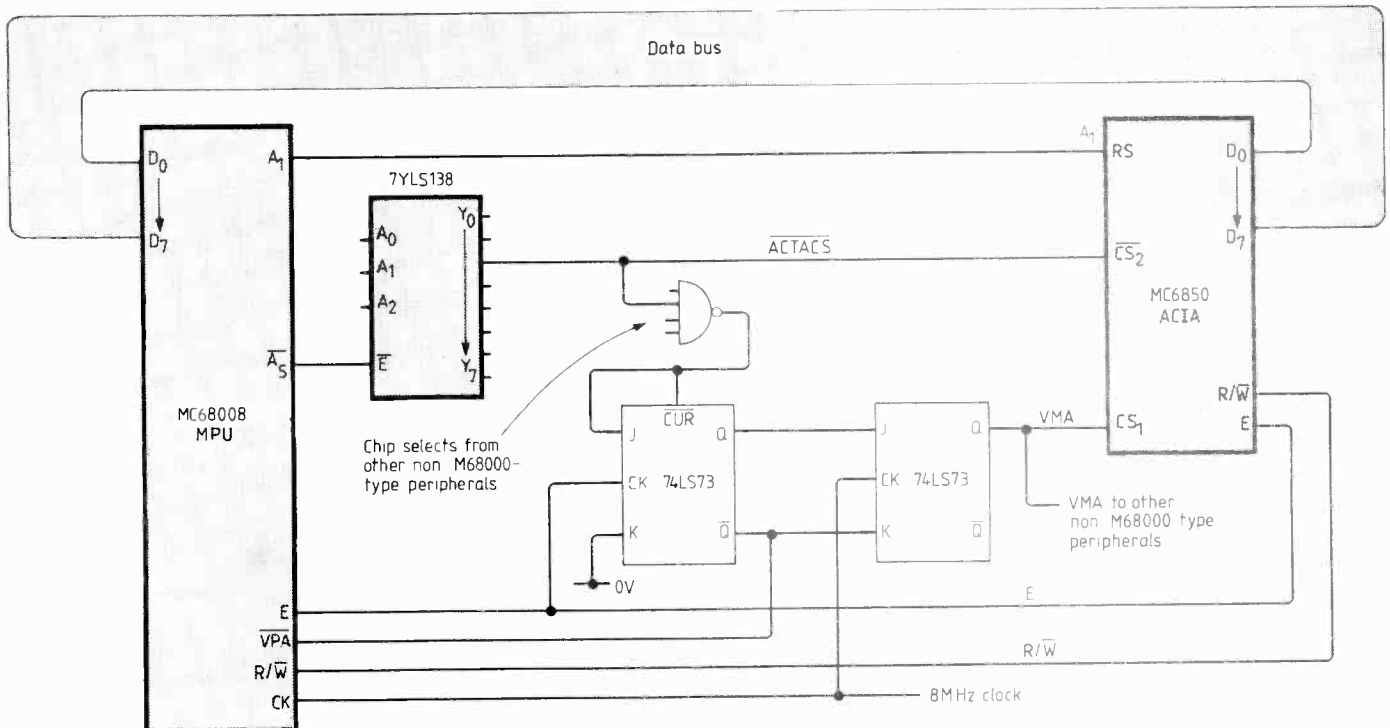 Data bus
D0
D7
A1
7YLS138
A0
A1
A2
E
Y0
Y7
AS
MC68008
MPU
ACTACS
Chip selects from
other non M68000-
type peripherals
CUR
J
Q
CK
74LS73
K
Q
0V
J
Q
CK
74LS73
K
Q
VMA
VMA to other
non M68000 type
peripherals
A1
RS
D0
D7
CS2
MC6850
ACIA
R/W
E
CS1
E
E
VPA
R/W
R/W
CK
8MHz clock